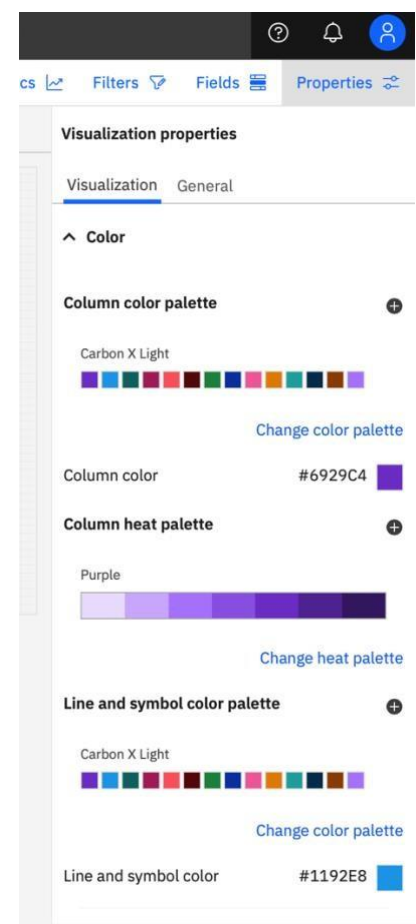 cs Filters Fields Properties
Visualization properties
Visualization General
Color
Column color palette
Carbon X Light
Change color palette
Column color #6929C4
Column heat palette
Purple
Change heat palette
Line and symbol color palette
Carbon X Light
Change color palette
Line and symbol color #1192E8